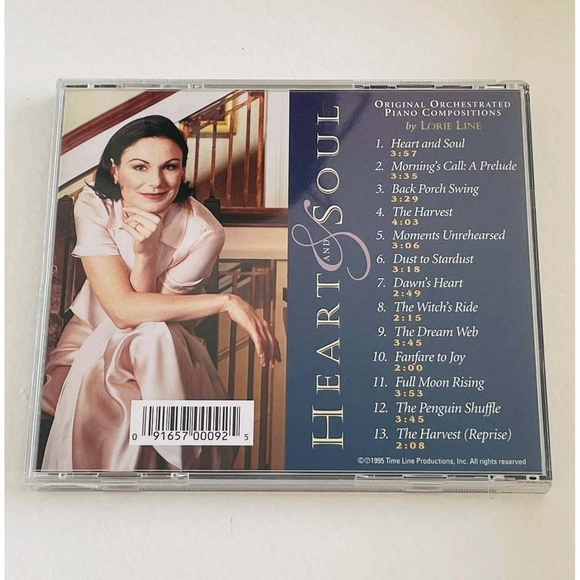 ORIGINAL ORCHESTRATED
PIANO COMPOSITIONS
by LORIE LINE
HEART AND & SOUL
1. Heart and Soul
3:57
2. Morning's Call: A Prelude
3:35
3. Back Porch Swing
3:29
4. The Harvest
4:03
5. Moments Unrehearsed
3:06
6. Dust to Stardust
3:18
7. Dawn's Heart
2:49
8. The Witch's Ride
2:15
9. The Dream Web
3:45
10. Fanfare to Joy
2:00
11. Full Moon Rising
3:53
12. The Penguin Shuffle
3:45
13. The Harvest (Reprise)
2:08
©℗1995 Time Line Productions, Inc. All rights reserved
0 91657 00092 5